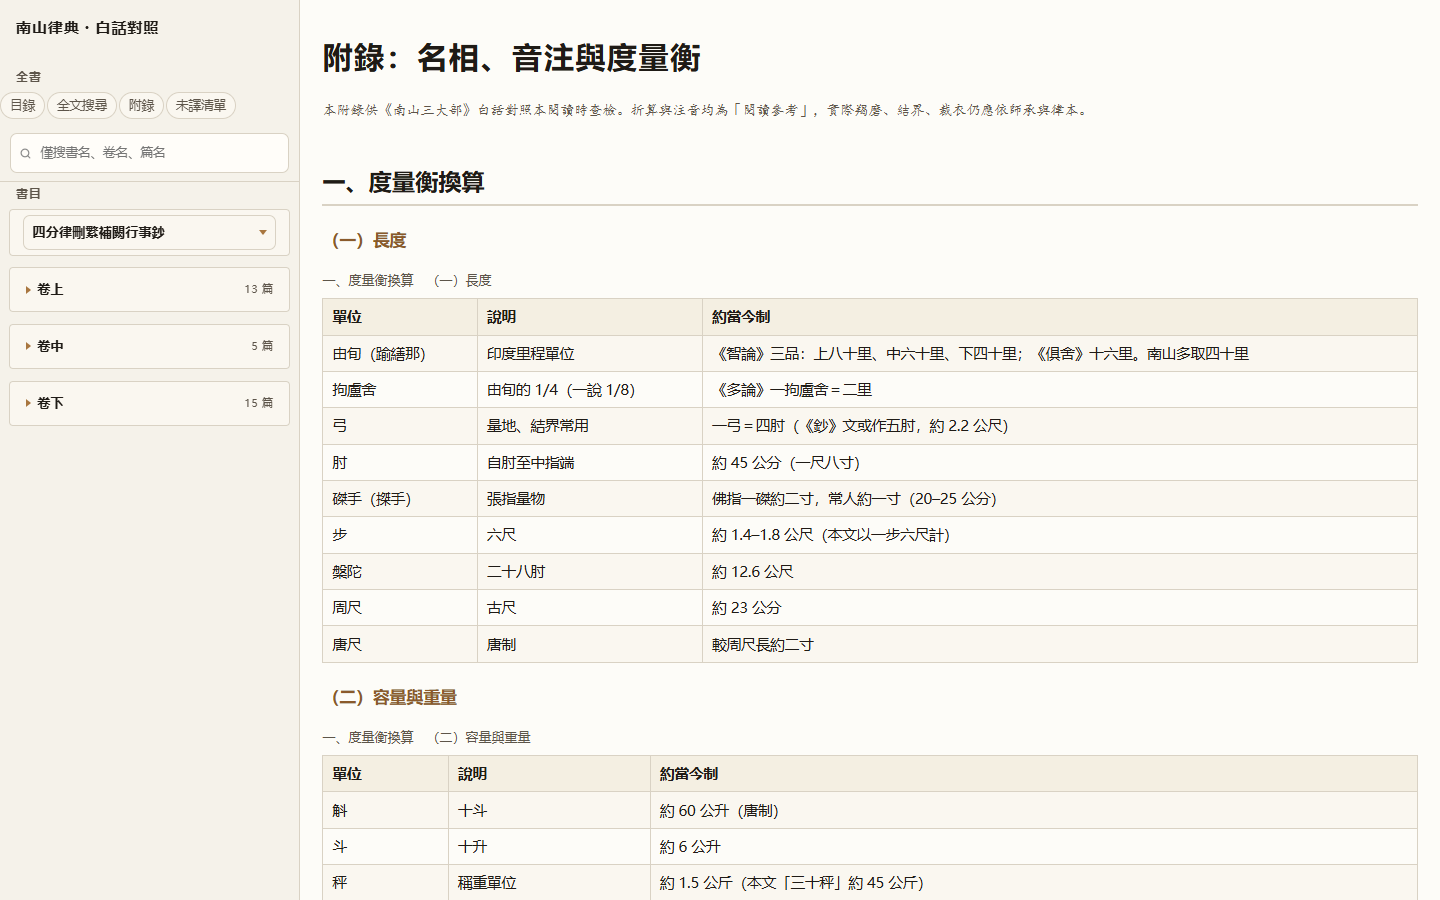 南山律典・白話對照
全書
目錄 全文搜尋 附錄 未譯清單
僅搜書名、卷名、篇名
書目
四分律刪繁補闕行事鈔
卷上 13 篇
卷中 5 篇
卷下 15 篇
附錄：名相、音注與度量衡
本附錄供《南山三大部》白話對照本閱讀時查檢。折算與注音均為「閱讀參考」，實際羯磨、結界、裁衣仍應依師承與律本。
一、度量衡換算
（一）長度
一、度量衡換算 （一）長度
單位 說明 約當今制
由旬（踰繕那） 印度里程單位 《智論》三品：上八十里、中六十里、下四十里；《俱舍》十六里。南山多取四十里
拘盧舍 由旬的 1/4（一說 1/8） 《多論》一拘盧舍＝二里
弓 量地、結界常用 一弓＝四肘（《鈔》文或作五肘，約 2.2 公尺）
肘 自肘至中指端 約 45 公分（一尺八寸）
磔手（搩手） 張指量物 佛指一磔約二寸，常人約一寸（20–25 公分）
步 六尺 約 1.4–1.8 公尺（本文以一步六尺計）
槃陀 二十八肘 約 12.6 公尺
周尺 古尺 約 23 公分
唐尺 唐制 較周尺長約二寸
（二）容量與重量
一、度量衡換算 （二）容量與重量
單位 說明 約當今制
斛 十斗 約 60 公升（唐制）
斗 十升 約 6 公升
秤 稱重單位 約 1.5 公斤（本文「三十秤」約 45 公斤）